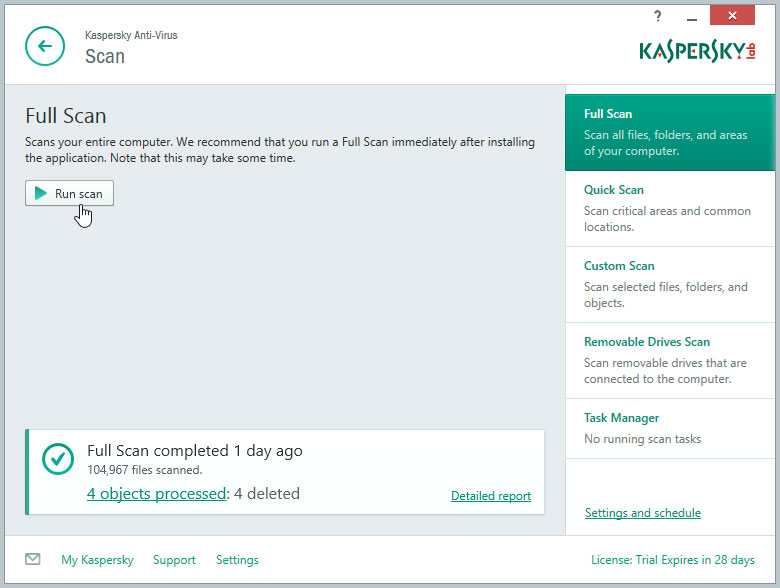 ?
Kaspersky Anti-Virus
Scan
KASPERSKY lab
Full Scan
Scans your entire computer. We recommend that you run a Full Scan immediately after installing
the application. Note that this may take some time.
Run scan
Full Scan completed 1 day ago
104,967 files scanned.
4 objects processed: 4 deleted
Detailed report
Full Scan
Scan all files, folders, and areas
of your computer.
Quick Scan
Scan critical areas and common
locations.
Custom Scan
Scan selected files, folders, and
objects.
Removable Drives Scan
Scan removable drives that are
connected to the computer.
Task Manager
No running scan tasks
Settings and schedule
My Kaspersky
Support
Settings
License: Trial Expires in 28 days